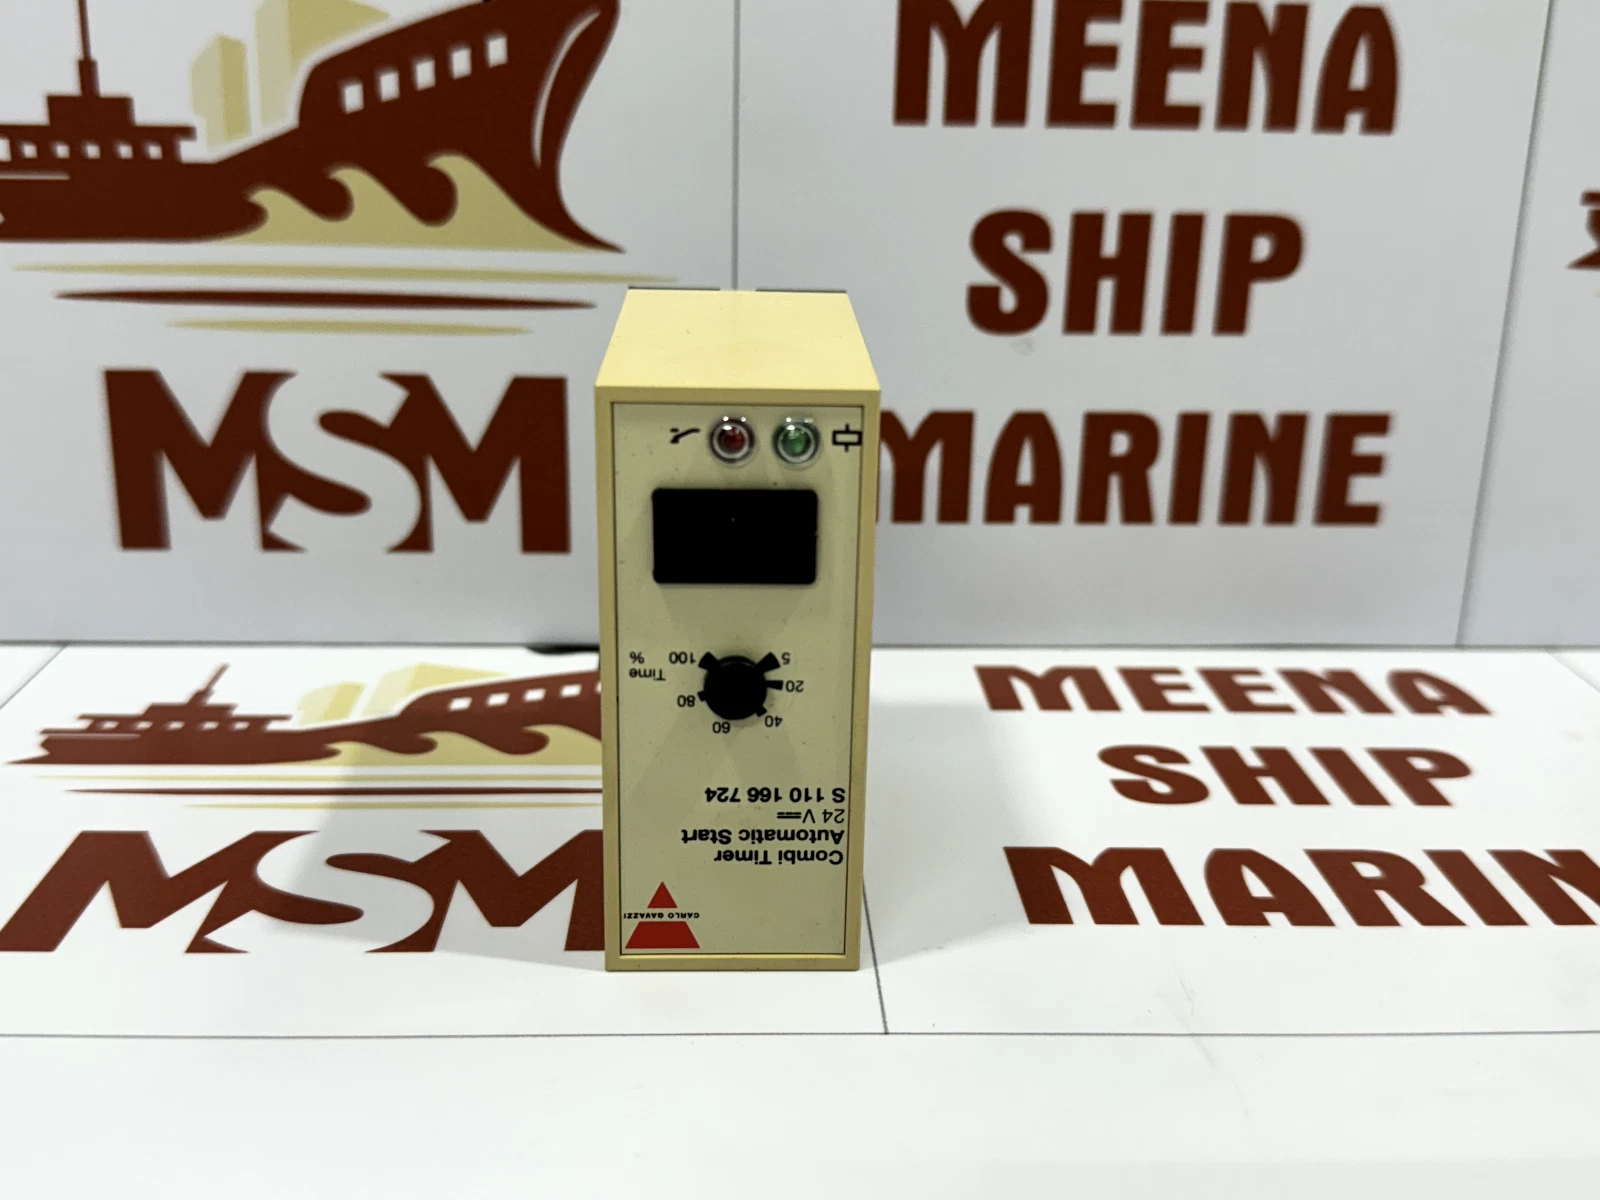 MEENA
SHIP
MARINE
MSM
CARLO GAVAZZI
Combi Timer
Automatic Start
24 V
S 110 166 724
60
40
80
20
Time
%
100
5
MSM
MEENA
SHIP
MARIN